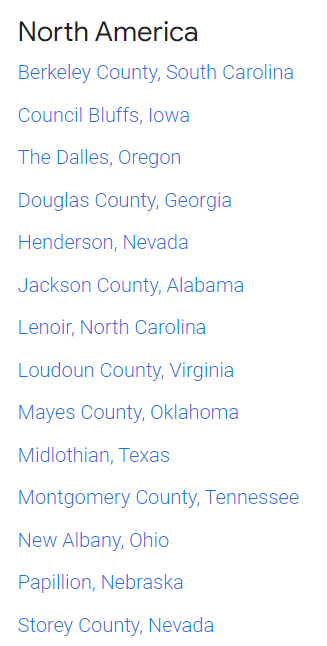 North America
Berkeley County, South Carolina
Council Bluffs, Iowa
The Dalles, Oregon
Douglas County, Georgia
Henderson, Nevada
Jackson County, Alabama
Lenoir, North Carolina
Loudoun County, Virginia
Mayes County, Oklahoma
Midlothian, Texas
Montgomery County, Tennessee
New Albany, Ohio
Papillion, Nebraska
Storey County, Nevada